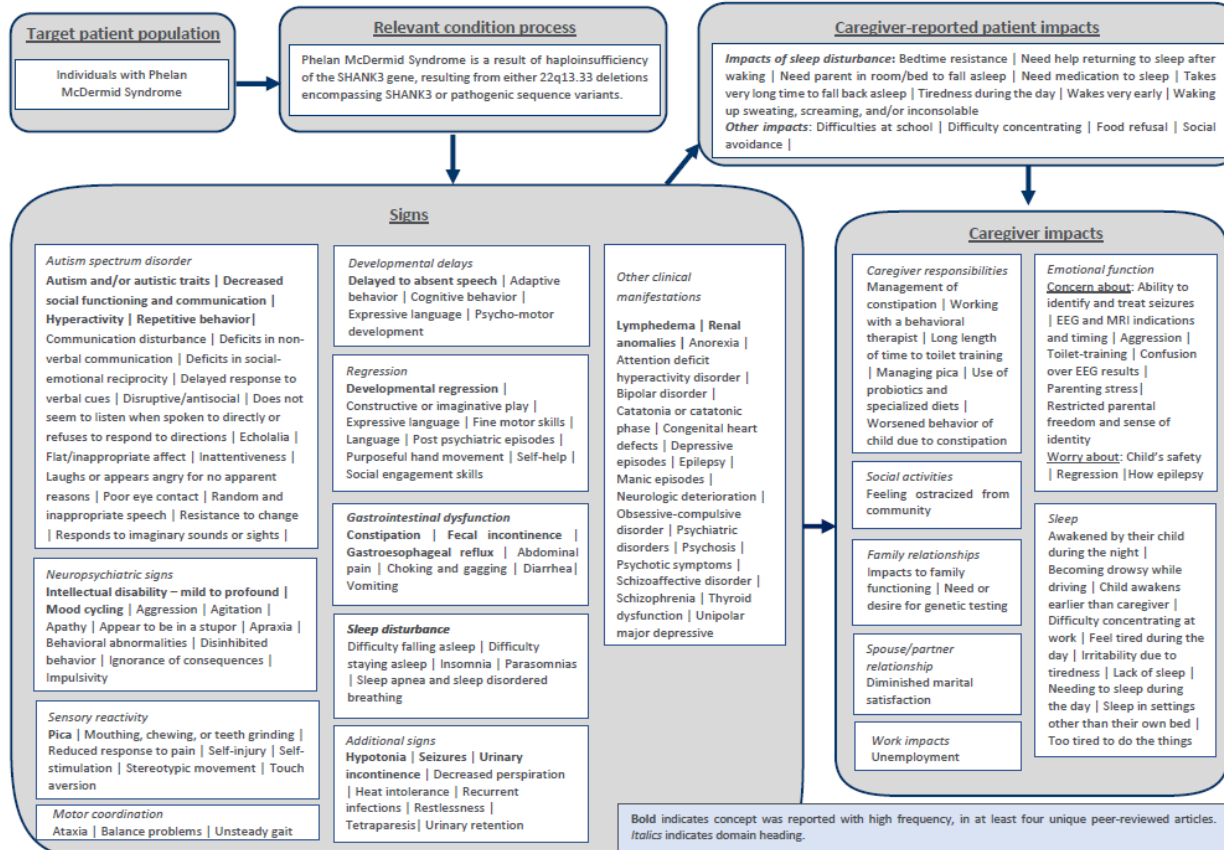 Target patient population
Individuals with Phelan
McDermid Syndrome
Relevant condition process
Phelan McDermid Syndrome is a result of haploinsufficiency
of the SHANK3 gene, resulting from either 22q13.33 deletions
encompassing SHANK3 or pathogenic sequence variants.
Caregiver-reported patient impacts
Impacts of sleep disturbance: Bedtime resistance | Need help returning to sleep after
waking | Need parent in room/bed to fall asleep | Need medication to sleep | Takes
very long time to fall back asleep | Tiredness during the day | Wakes very early | Waking
up sweating, screaming, and/or inconsolable
Other impacts: Difficulties at school | Difficulty concentrating | Food refusal | Social
avoidance |
Signs
Autism spectrum disorder
Autism and/or autistic traits | Decreased
social functioning and communication |
Hyperactivity | Repetitive behavior|
Communication disturbance | Deficits in non-
verbal communication | Deficits in social-
emotional reciprocity | Delayed response to
verbal cues | Disruptive/antisocial | Does not
seem to listen when spoken to directly or
refuses to respond to directions | Echolalia |
Flat/inappropriate affect | Inattentiveness |
Laughs or appears angry for no apparent
reasons | Poor eye contact | Random and
inappropriate speech | Resistance to change
| Responds to imaginary sounds or sights |
Neuropsychiatric signs
Intellectual disability – mild to profound |
Mood cycling | Aggression | Agitation |
Apathy | Appear to be in a stupor | Apraxia |
Behavioral abnormalities | Disinhibited
behavior | Ignorance of consequences |
Impulsivity
Sensory reactivity
Pica | Mouthing, chewing, or teeth grinding |
Reduced response to pain | Self-injury | Self-
stimulation | Stereotypic movement | Touch
aversion
Motor coordination
Ataxia | Balance problems | Unsteady gait
Developmental delays
Delayed to absent speech | Adaptive
behavior | Cognitive behavior |
Expressive language | Psycho-motor
development
Regression
Developmental regression |
Constructive or imaginative play |
Expressive language | Fine motor skills |
Language | Post psychiatric episodes |
Purposeful hand movement | Self-help |
Social engagement skills
Gastrointestinal dysfunction
Constipation | Fecal incontinence |
Gastroesophageal reflux | Abdominal
pain | Choking and gagging | Diarrhea|
Vomiting
Sleep disturbance
Difficulty falling asleep | Difficulty
staying asleep | Insomnia | Parasomnias
| Sleep apnea and sleep disordered
breathing
Additional signs
Hypotonia | Seizures | Urinary
incontinence | Decreased perspiration
| Heat intolerance | Recurrent
infections | Restlessness |
Tetraparesis| Urinary retention
Other clinical
manifestations
Lymphedema | Renal
anomalies | Anorexia |
Attention deficit
hyperactivity disorder |
Bipolar disorder |
Catatonia or catatonic
phase | Congenital heart
defects | Depressive
episodes | Epilepsy |
Manic episodes |
Neurologic deterioration |
Obsessive-compulsive
disorder | Psychiatric
disorders | Psychosis |
Psychotic symptoms |
Schizoaffective disorder |
Schizophrenia | Thyroid
dysfunction | Unipolar
major depressive
Caregiver impacts
Caregiver responsibilities
Management of
constipation | Working
with a behavioral
therapist | Long length
of time to toilet training
| Managing pica | Use of
probiotics and
specialized diets |
Worsened behavior of
child due to constipation
Social activities
Feeling ostracized from
community
Family relationships
Impacts to family
functioning | Need or
desire for genetic testing
Spouse/partner
relationship
Diminished marital
satisfaction
Work impacts
Unemployment
Emotional function
Concern about: Ability to
identify and treat seizures
| EEG and MRI indications
and timing | Aggression |
Toilet-training | Confusion
over EEG results |
Parenting stress|
Restricted parental
freedom and sense of
identity
Worry about: Child's safety
| Regression |How epilepsy
Sleep
Awakened by their child
during the night |
Becoming drowsy while
driving | Child awakens
earlier than caregiver |
Difficulty concentrating at
work | Feel tired during the
day | Irritability due to
tiredness | Lack of sleep |
Needing to sleep during
the day | Sleep in settings
other than their own bed |
Too tired to do the things
Bold indicates concept was reported with high frequency, in at least four unique peer-reviewed articles.
Italics indicates domain heading.